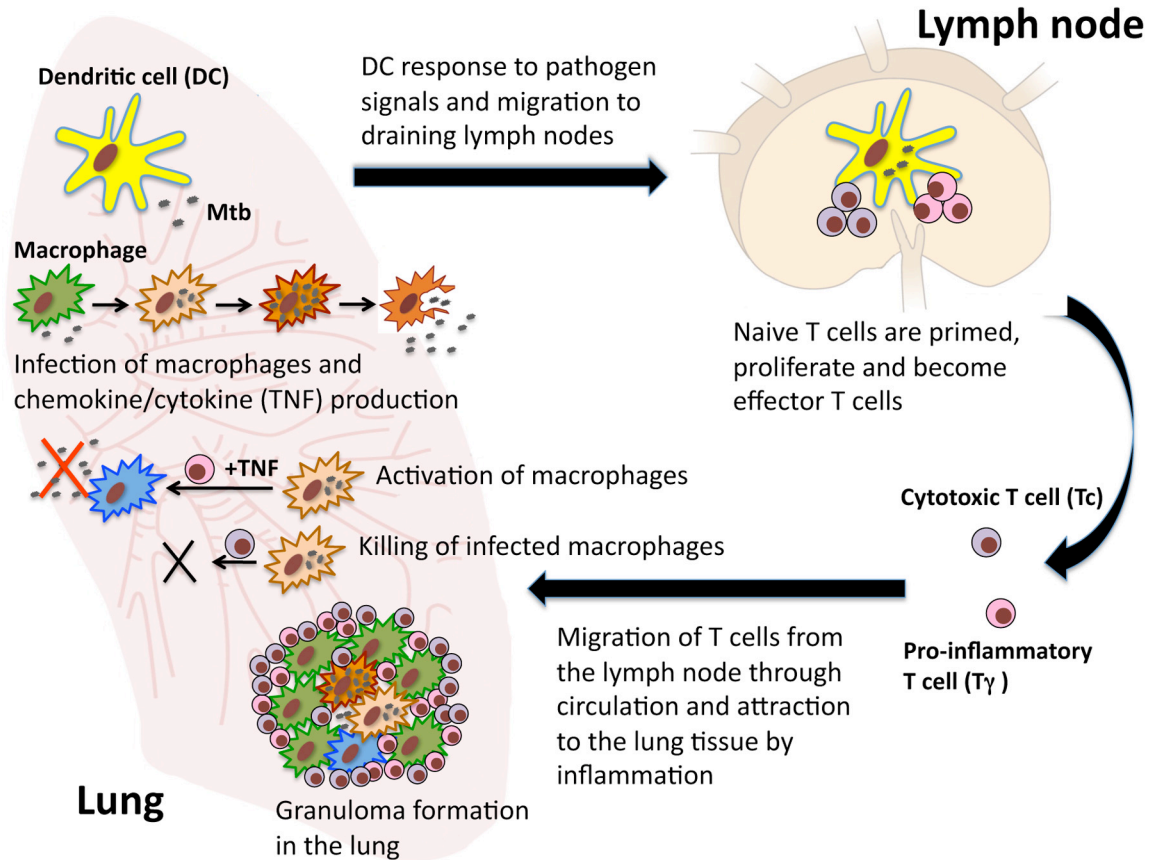 Lymph node
Dendritic cell (DC)
DC response to pathogen
signals and migration to
draining lymph nodes
Mtb
Macrophage
Infection of macrophages and
chemokine/cytokine (TNF) production
Naive T cells are primed,
proliferate and become
effector T cells
+TNF
Activation of macrophages
Cytotoxic T cell (Tc)
Killing of infected macrophages
Pro-inflammatory
T cell (Tγ )
Migration of T cells from
the lymph node through
circulation and attraction
to the lung tissue by
inflammation
Lung
Granuloma formation
in the lung